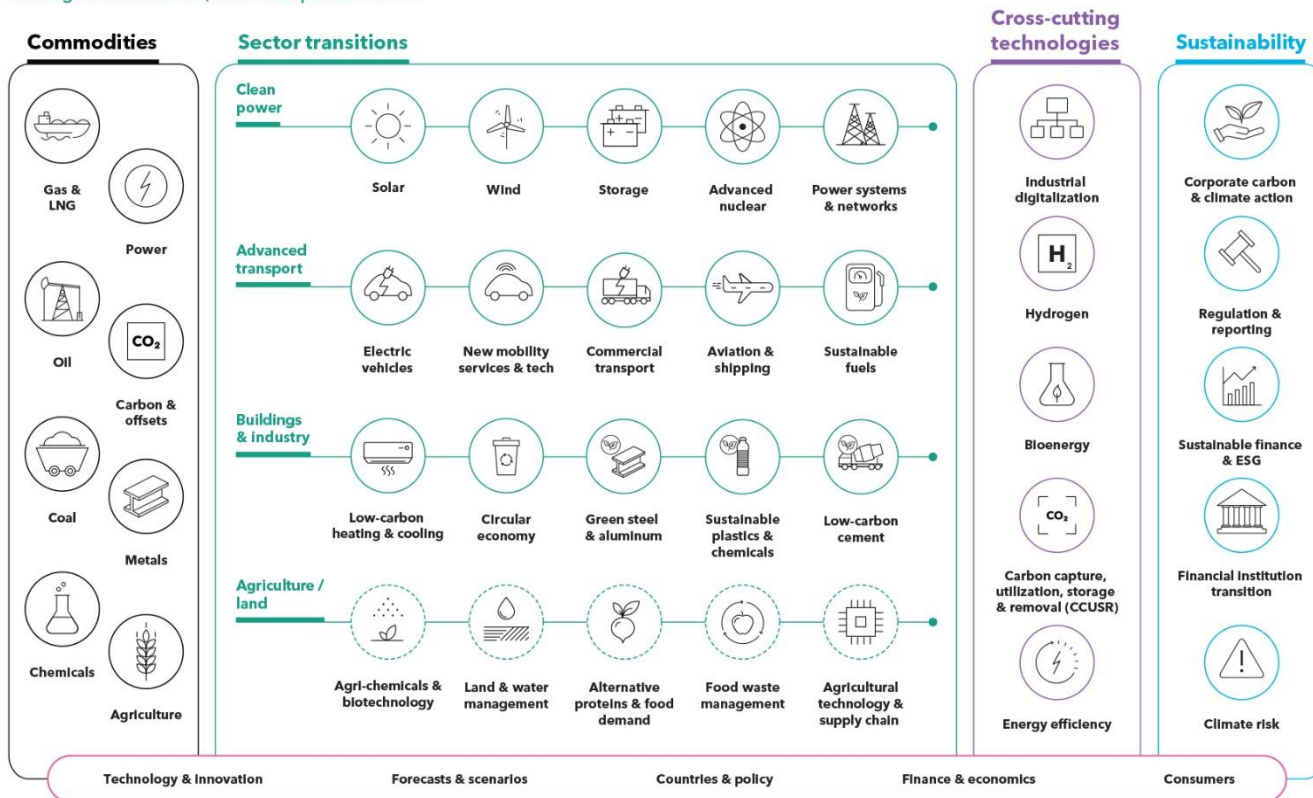 Commodities
Gas &
LNG
Power
Oil
CO₂
Carbon &
offsets
Coal
Metals
Chemicals
Agriculture
Sector transitions
Clean
power
Solar
Wind
Storage
Advanced
nuclear
Power systems
& networks
Advanced
transport
Electric
vehicles
New mobility
services & tech
Commercial
transport
Aviation &
shipping
Sustainable
fuels
Buildings
& industry
Low-carbon
heating & cooling
Circular
economy
Green steel
& aluminum
Sustainable
plastics &
chemicals
Low-carbon
cement
Agriculture /
land
Agri-chemicals &
biotechnology
Land & water
management
Alternative
proteins & food
demand
Food waste
management
Agricultural
technology &
supply chain
Cross-cutting
technologies
Industrial
digitalization
H₂
Hydrogen
Bioenergy
CO₂
Carbon capture,
utilization, storage
& removal (CCUSR)
Energy efficiency
Sustainability
Corporate carbon
& climate action
Regulation &
reporting
Sustainable finance
& ESG
Financial institution
transition
Climate risk
Technology & innovation
Forecasts & scenarios
Countries & policy
Finance & economics
Consumers